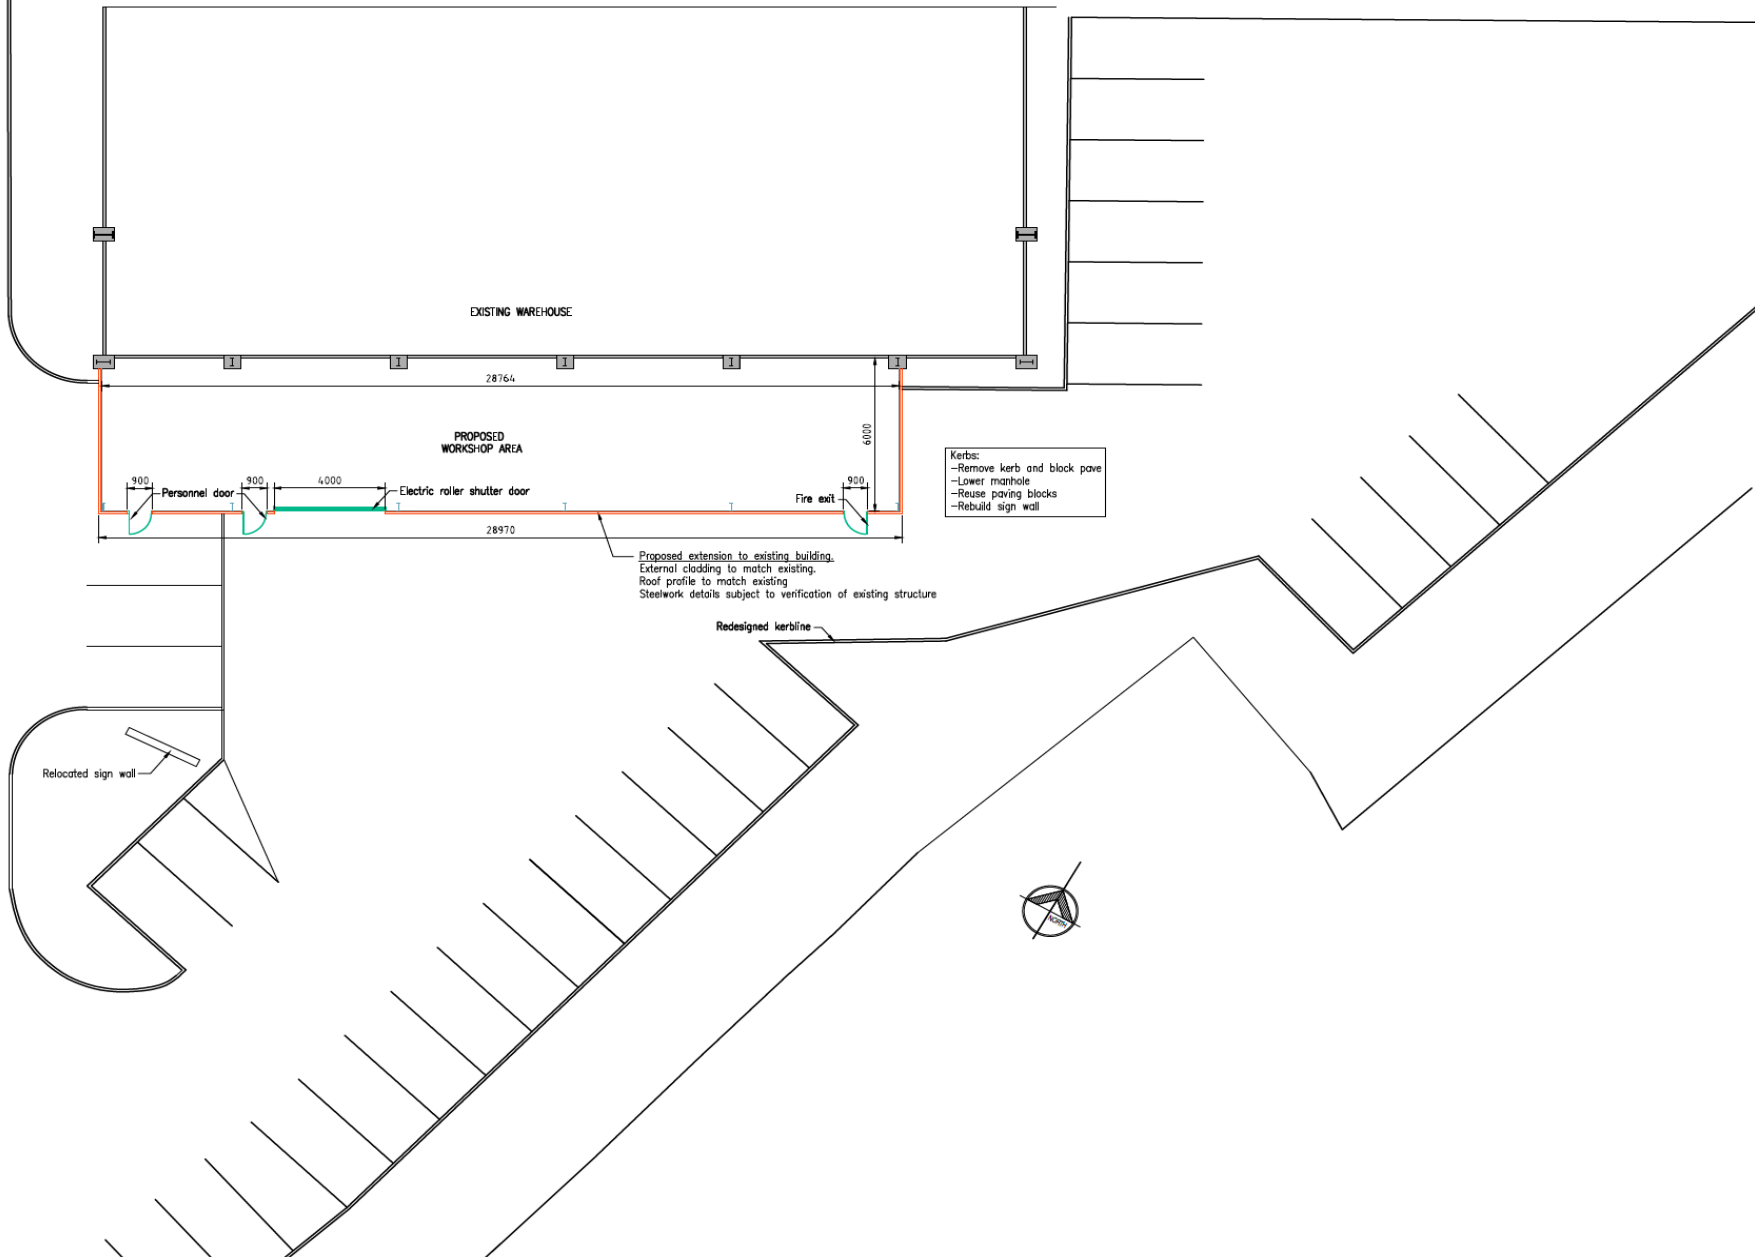 EXISTING WAREHOUSE
28764
PROPOSED
WORKSHOP AREA
6000
900
Personnel door
900
4000
Electric roller shutter door
Fire exit
900
28970
Kerbs:
-Remove kerb and block pave
-Lower manhole
-Reuse paving blocks
-Rebuild sign wall
Proposed extension to existing building.
External cladding to match existing.
Roof profile to match existing
Steelwork details subject to verification of existing structure
Redesigned kerbline
Relocated sign wall
NORTH